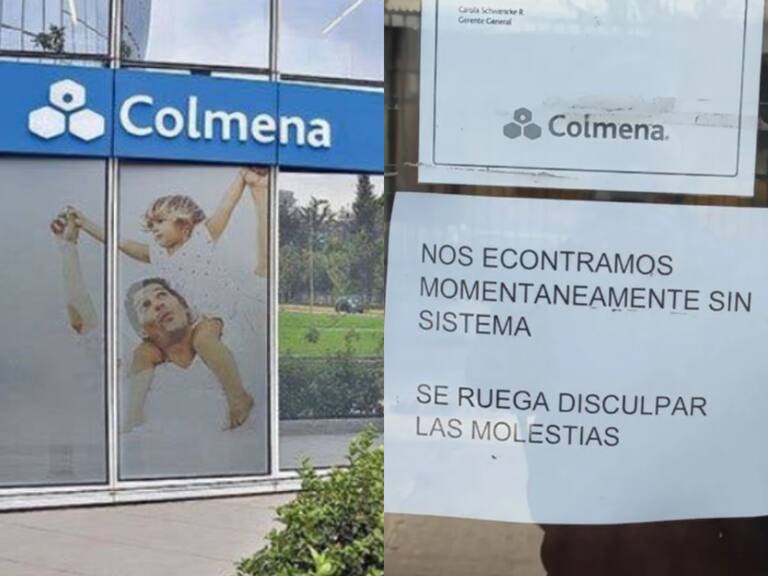 Colmena
Carola Schwencke R.
Gerente General
Colmena.
NOS ECONTRAMOS
MOMENTANEAMENTE SIN
SISTEMA
SE RUEGA DISCULPAR
LAS MOLESTIAS